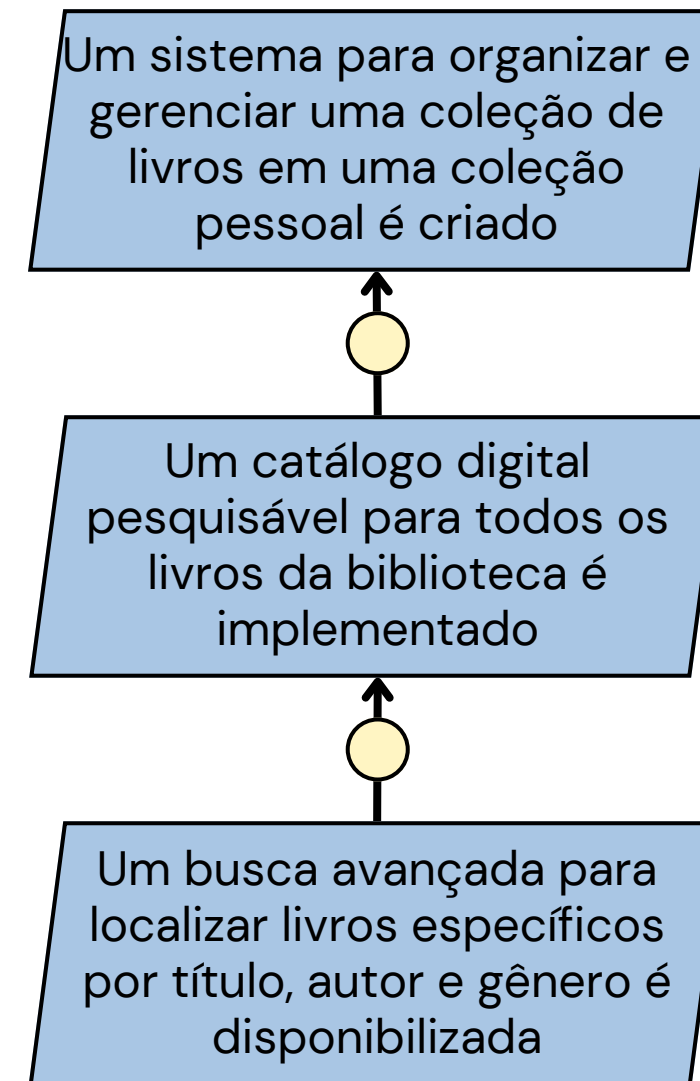 Um sistema para organizar e
gerenciar uma coleção de
livros em uma coleção
pessoal é criado
Um catálogo digital
pesquisável para todos os
livros da biblioteca é
implementado
Um busca avançada para
localizar livros específicos
por título, autor e gênero é
disponibilizada